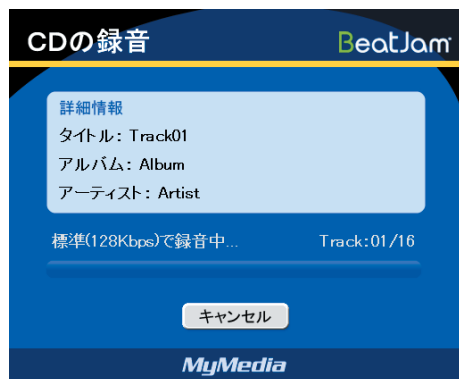 CDの録音
BeatJam
詳細情報
タイトル: Track01
アルバム: Album
アーティスト: Artist
標準(128Kbps)で録音中...
Track:01/16
キャンセル
MyMedia